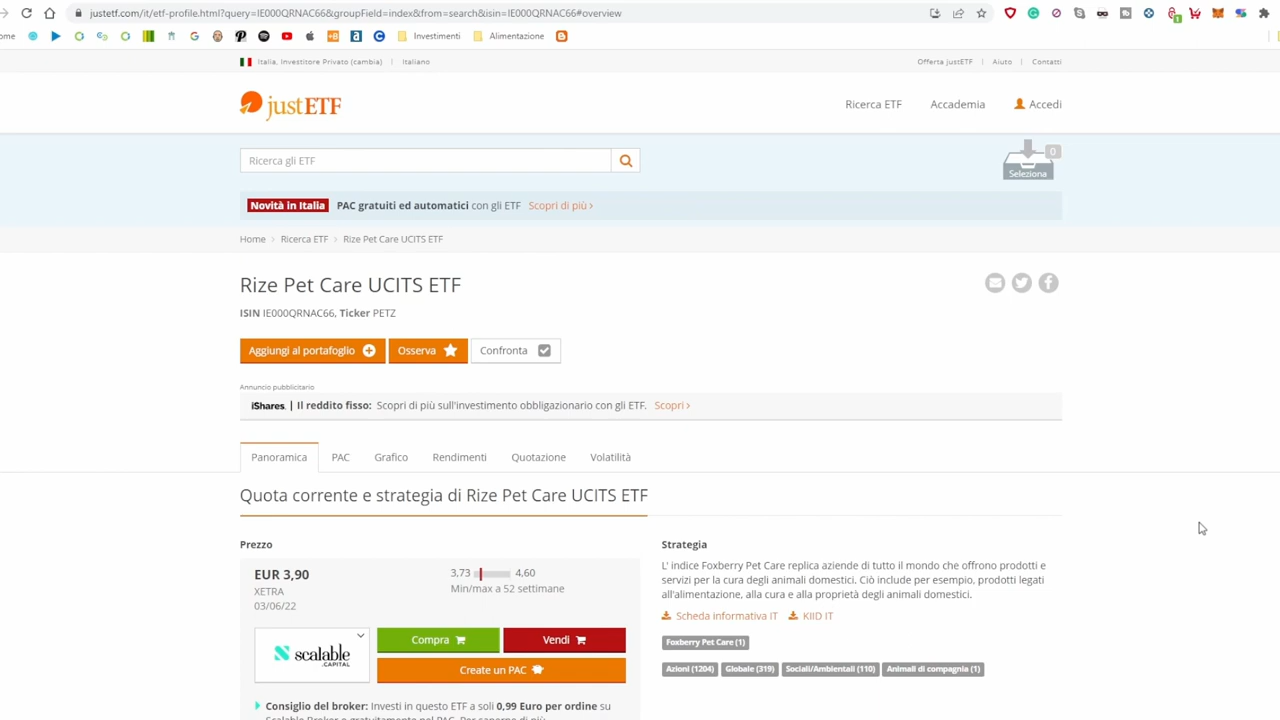 justetf.com/it/etf-profile.html?query=IE000QRNAC66&groupField=index&from=search&isin=IE000QRNAC66#overview
ome
Investimenti
Alimentazione
Italia, Investitore Privato (cambia) | Italiano
Offerta justETF | Aiuto | Contatti
justETF
Ricerca ETF
Accademia
Accedi
Ricerca gli ETF
0
Seleziona
Novità in Italia PAC gratuiti ed automatici con gli ETF Scopri di più ›
Home › Ricerca ETF › Rize Pet Care UCITS ETF
Rize Pet Care UCITS ETF
ISIN IE000QRNAC66, Ticker PETZ
Aggiungi al portafoglio
Osserva
Confronta
Annuncio pubblicitario
iShares. | Il reddito fisso: Scopri di più sull'investimento obbligazionario con gli ETF. Scopri ›
Panoramica
PAC
Grafico
Rendimenti
Quotazione
Volatilità
Quota corrente e strategia di Rize Pet Care UCITS ETF
Prezzo
EUR 3,90
XETRA
03/06/22
3,73
4,60
Min/max a 52 settimane
scalable
CAPITAL
Compra
Vendi
Create un PAC
Consiglio del broker: Investi in questo ETF a soli 0,99 Euro per ordine su
Scalable Broker e gratuitamente nel PAC. Per saperne di più.
Strategia
L' indice Foxberry Pet Care replica aziende di tutto il mondo che offrono prodotti e
servizi per la cura degli animali domestici. Ciò include per esempio, prodotti legati
all'alimentazione, alla cura e alla proprietà degli animali domestici.
Scheda informativa IT
KIID IT
Foxberry Pet Care (1)
Azioni (1204)
Globale (319)
Sociali/Ambientali (110)
Animali di compagnia (1)